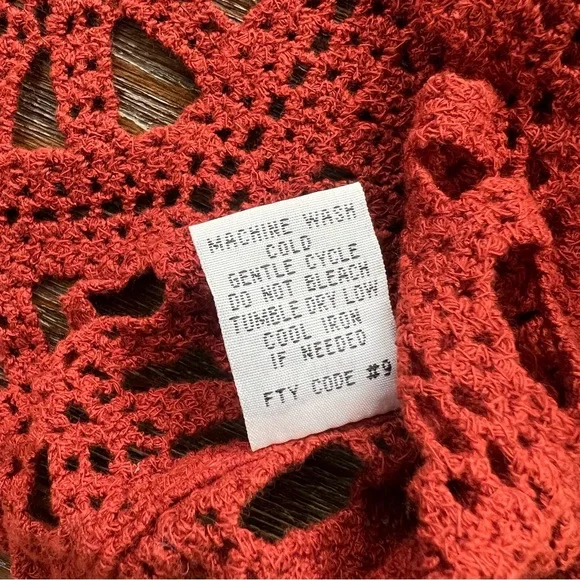 MACHINE WASH
COLD
GENTLE CYCLE
DO NOT BLEACH
TUMBLE DRY LOW
COOL IRON
IF NEEDED
FTY CODE #9